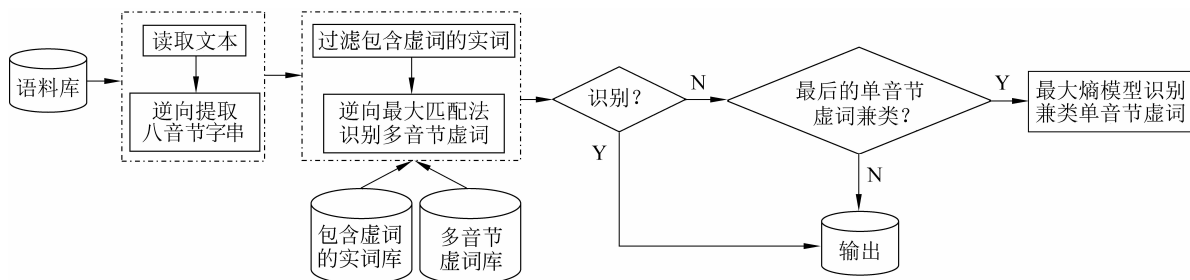 语料库
读取文本
逆向提取
八音节字串
过滤包含虚词的实词
逆向最大匹配法
识别多音节虚词
包含虚词
的实词库
多音节
虚词库
识别?
N
Y
最后的单音节
虚词兼类?
Y
N
最大熵模型识别
兼类单音节虚词
输出